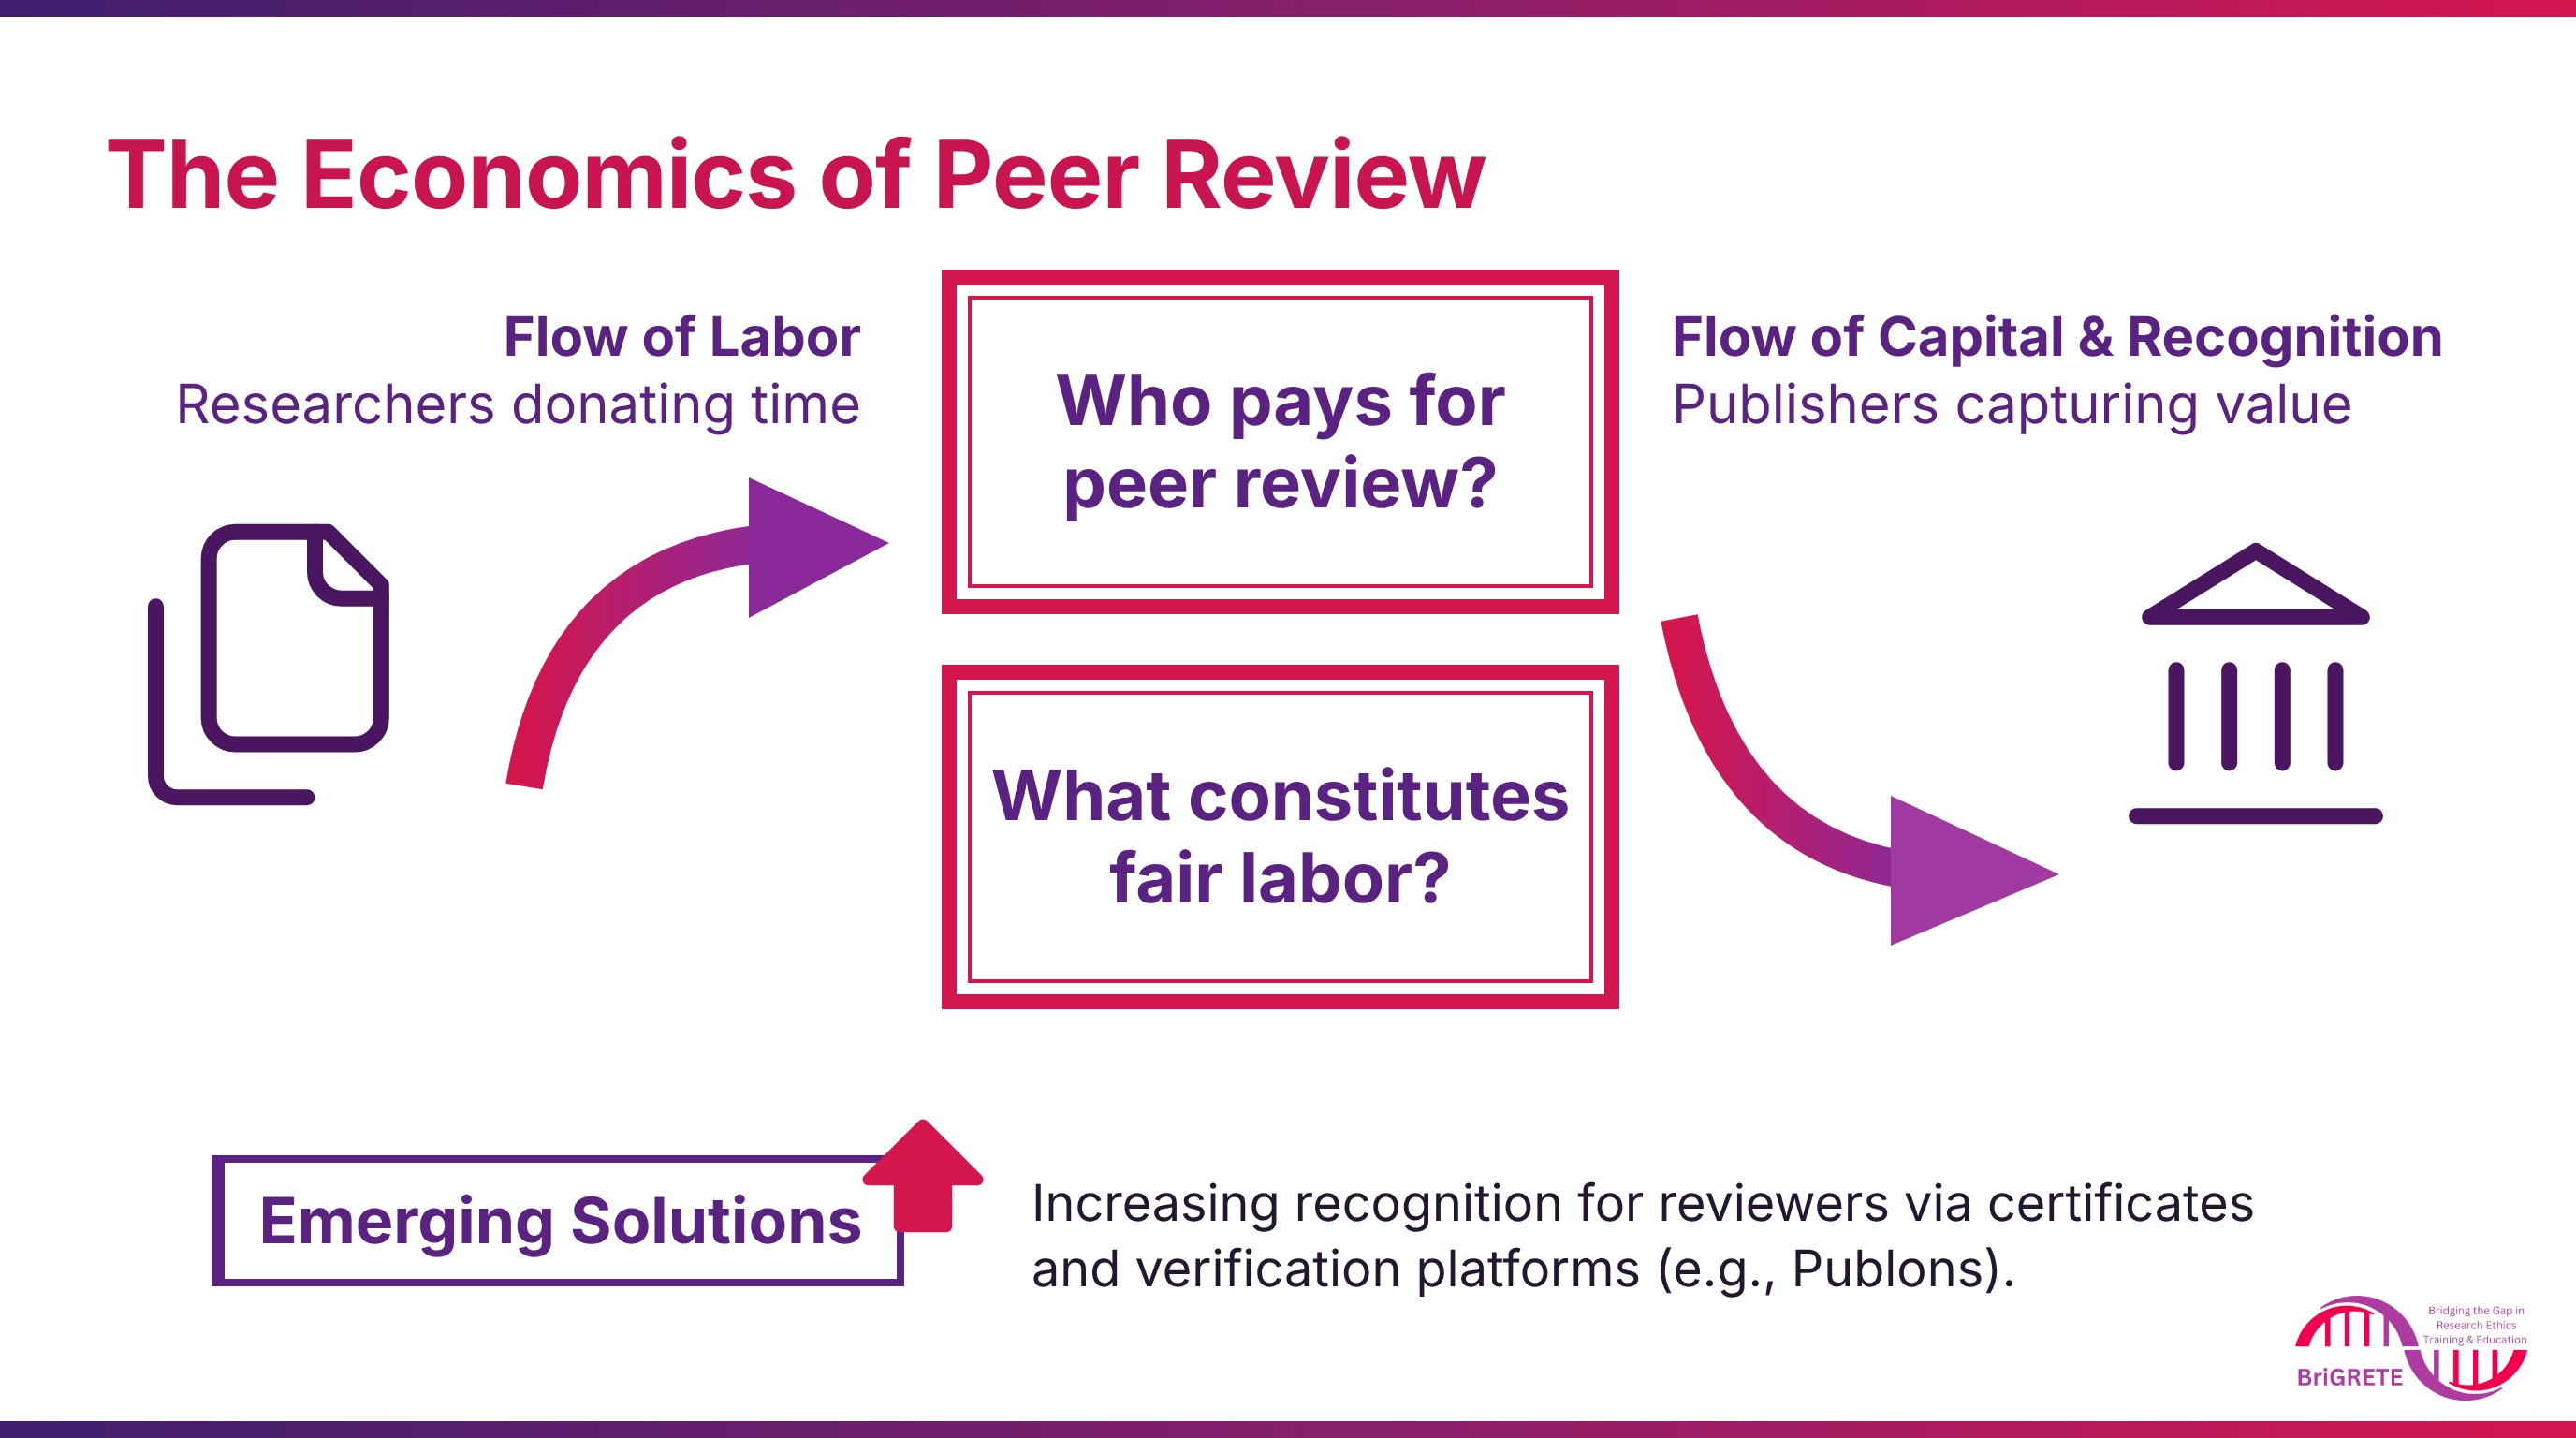 The Economics of Peer Review
Flow of Labor
Researchers donating time
Who pays for
peer review?
Flow of Capital & Recognition
Publishers capturing value
What constitutes
fair labor?
Emerging Solutions
Increasing recognition for reviewers via certificates
and verification platforms (e.g., Publons).
Bridging the Gap in
Research Ethics
Training & Education
BriGRETE